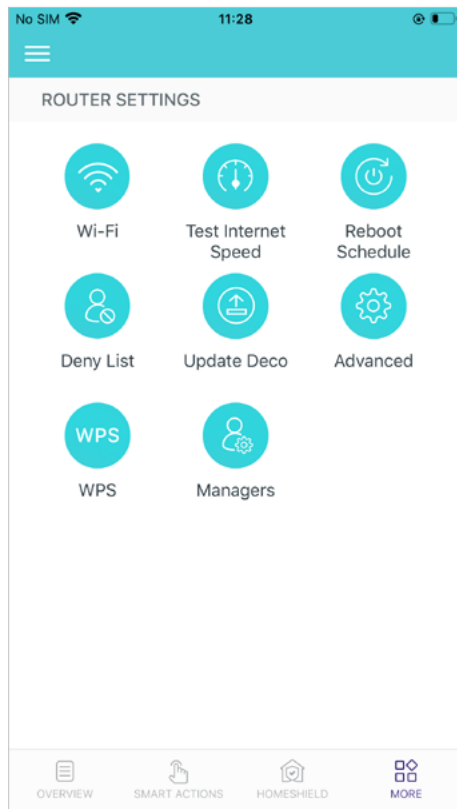 No SIM
11:28
ROUTER SETTINGS
Wi-Fi
Test Internet
Speed
Reboot
Schedule
Deny List
Update Deco
Advanced
WPS
WPS
Managers
OVERVIEW
SMART ACTIONS
HOMESHIELD
MORE